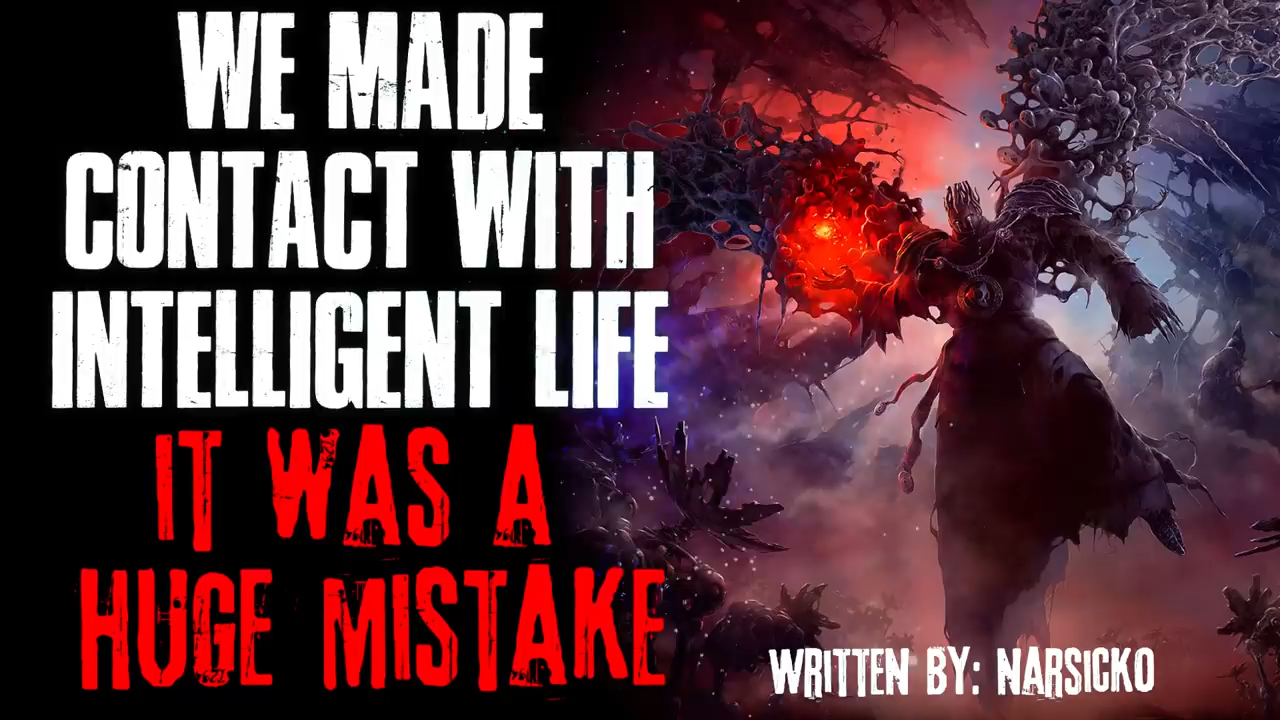 WE MADE
CONTACT WITH
INTELLIGENT LIFE
IT WAS A
HUGE MISTAKE
WRITTEN BY: NARSICKO